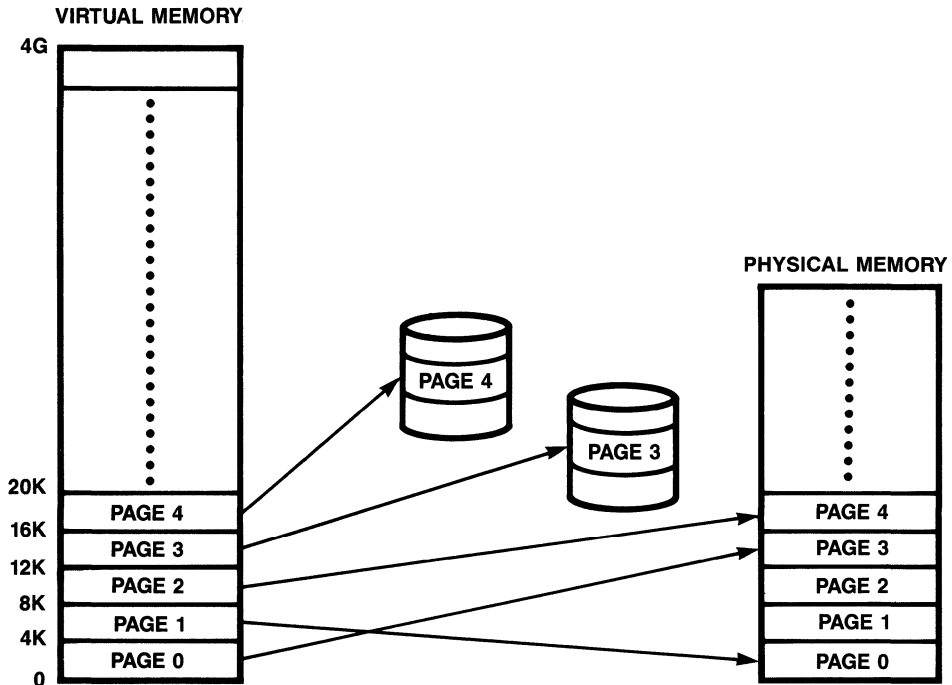 VIRTUAL MEMORY
4G
20K
PAGE 4
16K
PAGE 3
12K
PAGE 2
8K
PAGE 1
4K
PAGE 0
0
PAGE 4
PAGE 3
PHYSICAL MEMORY
PAGE 4
PAGE 3
PAGE 2
PAGE 1
PAGE 0